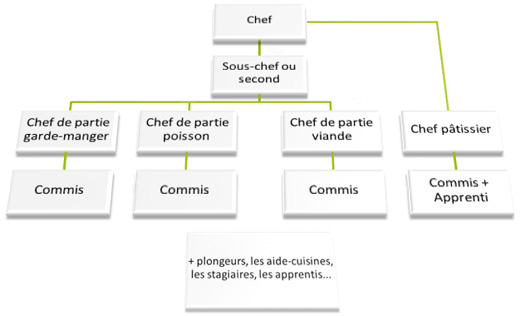 Chef
Sous-chef ou
second
Chef de partie
garde-manger
Chef de partie
poisson
Chef de partie
viande
Chef pâtissier
Commis
Commis
Commis
Commis +
Apprenti
+ plongeurs, les aide-cuisines,
les stagiaires, les apprentis...